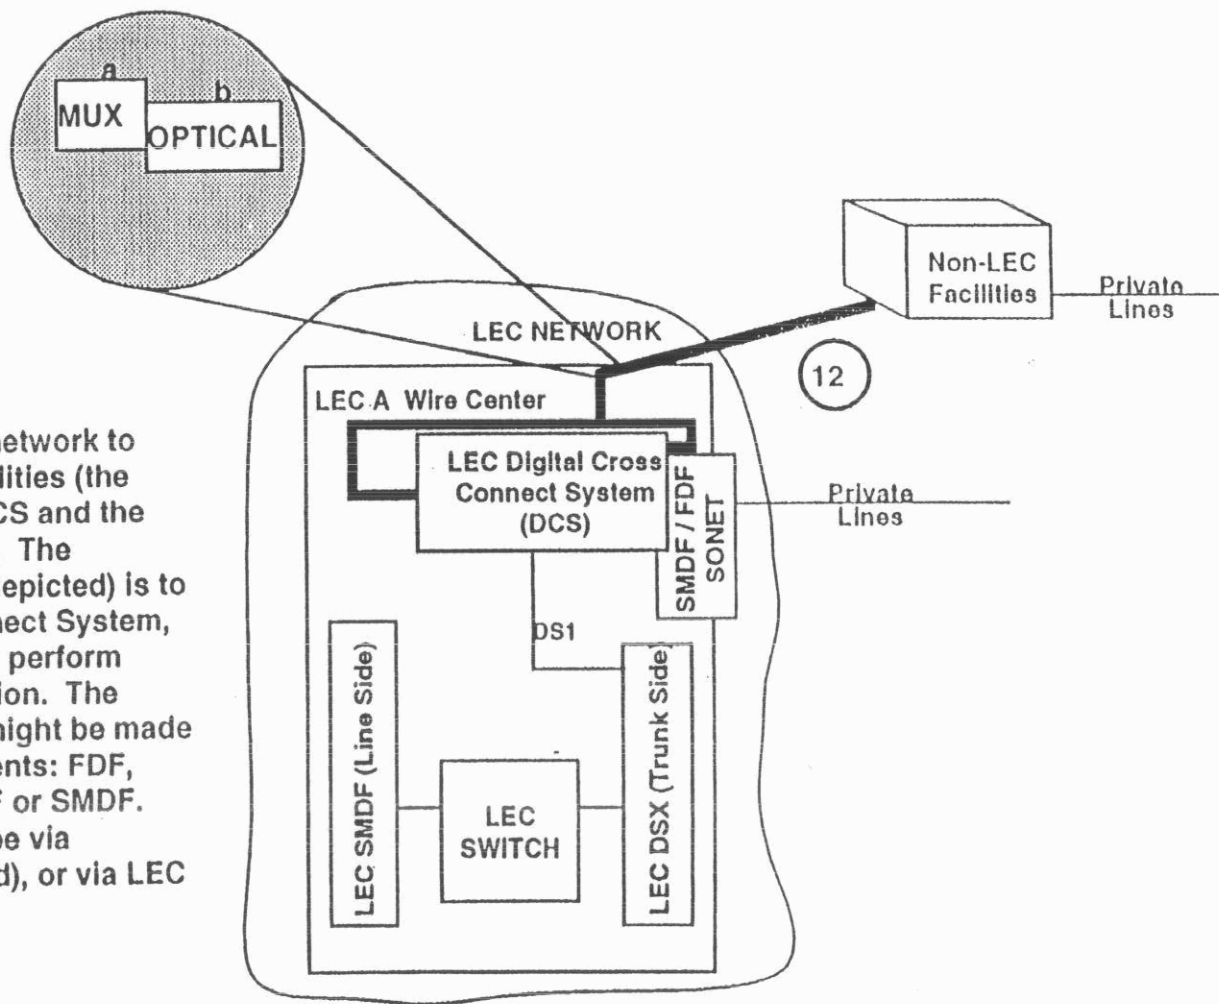 a
MUX
b
OPTICAL
Non-LEC
Facilities
Private
Lines
LEC NETWORK
12
LEC A Wire Center
LEC Digital Cross
Connect System
(DCS)
SMDF / FDF
SONET
Private
Lines
DS1
LEC SMDF (Line Side)
LEC SWITCH
LEC DSX (Trunk Side)
network to
lities (the
CS and the
The
epicted) is to
nect System,
perform
ion. The
might be made
ents: FDF,
F or SMDF.
be via
d), or via LEC